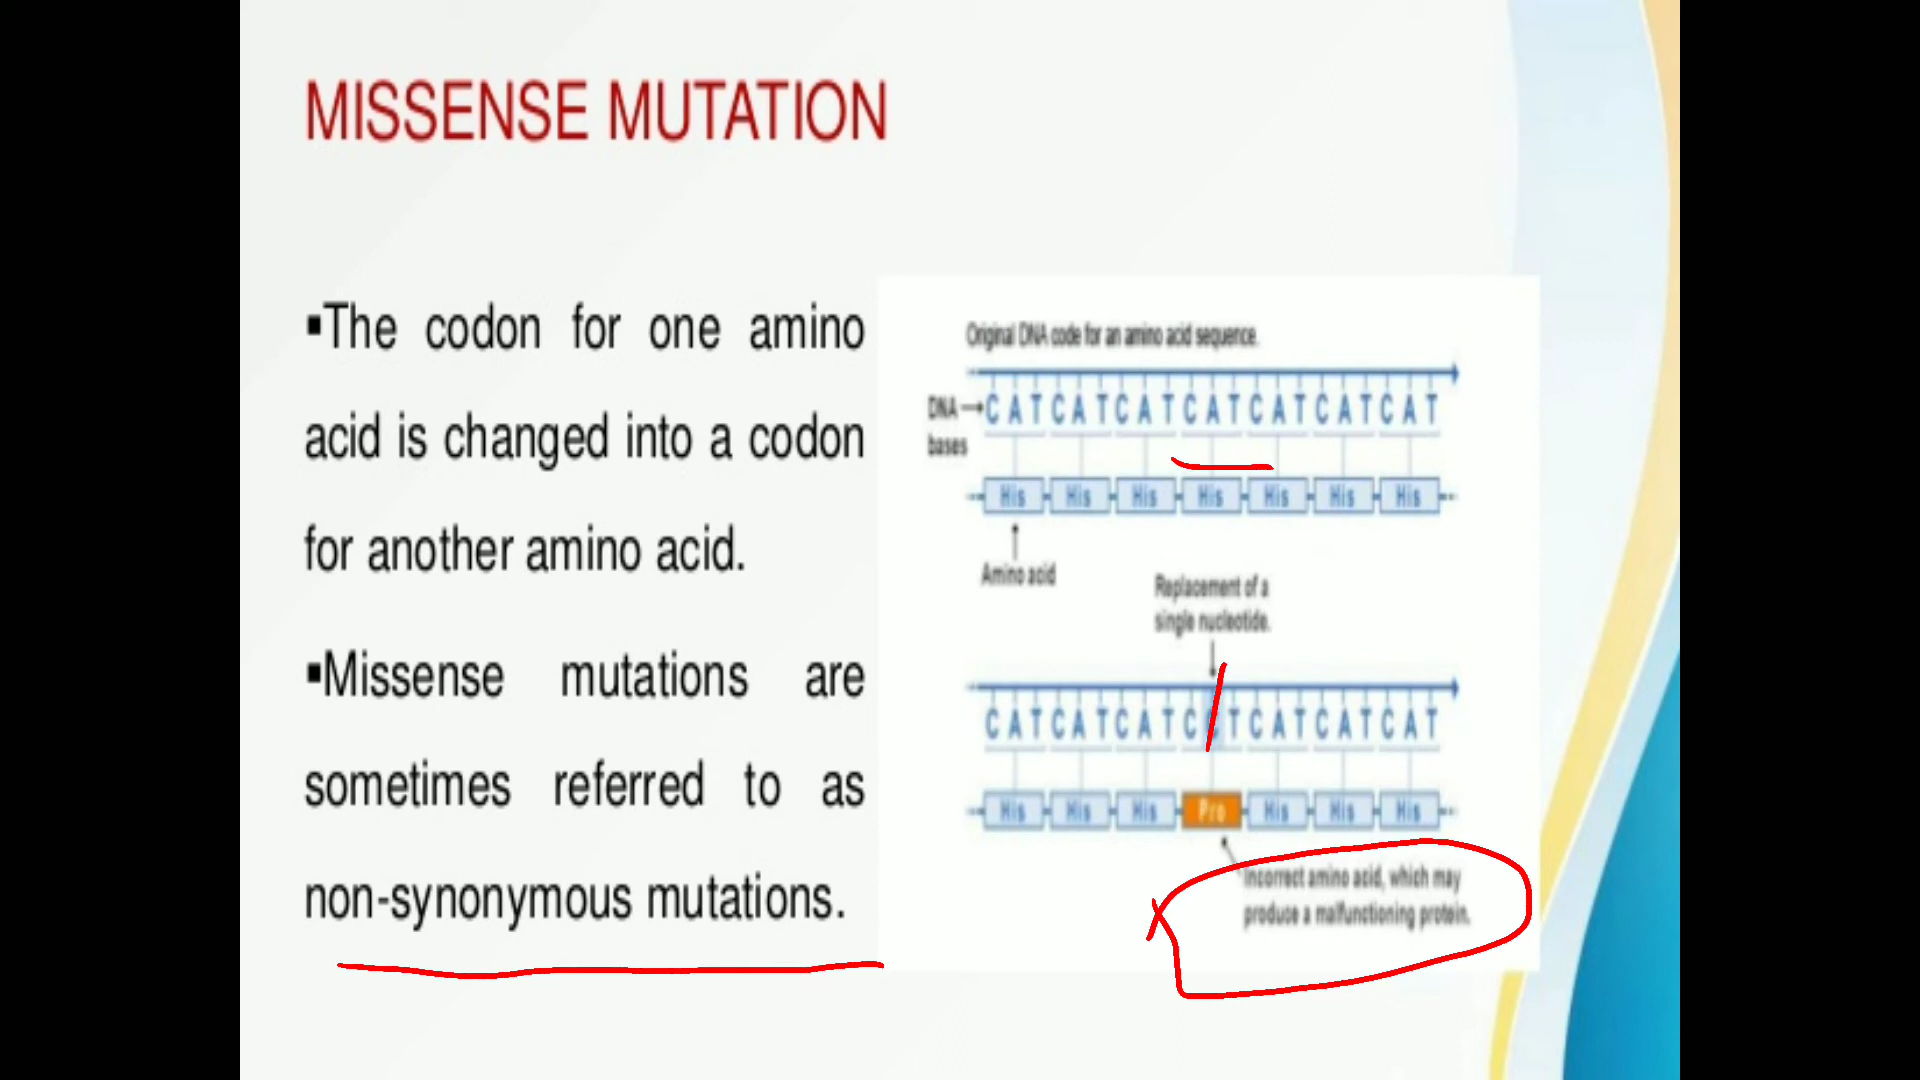 MISSENSE MUTATION
▪The codon for one amino
acid is changed into a codon
for another amino acid.
▪Missense mutations are
sometimes referred to as
non-synonymous mutations.
Original DNA code for an amino acid sequence.
DNA bases
C A T C A T C A T C A T C A T C A T C A T
His His His His His His His
Amino acid
Replacement of a
single nucleotide.
C A T C A T C A T C C T C A T C A T C A T
His His His Pro His His His
Incorrect amino acid, which may
produce a malfunctioning protein.